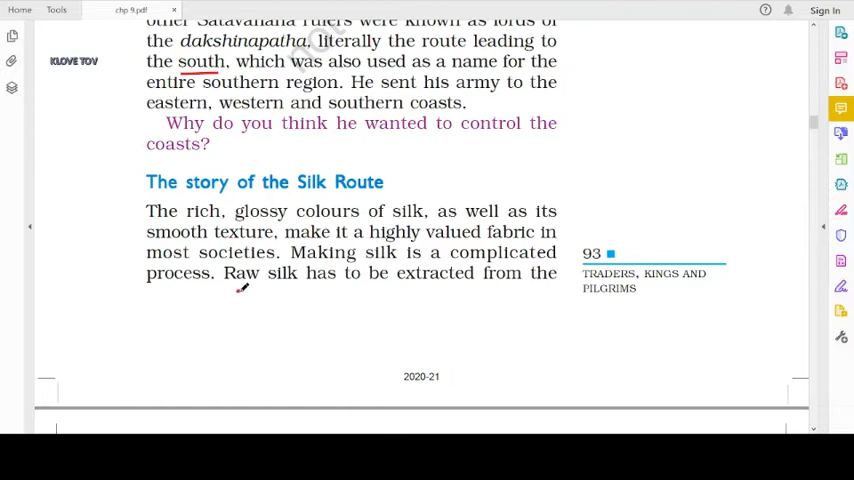 Home
Tools
chp 9.pdf
×
Sign In
other Satavahana rulers were known as lords of
the dakshinapatha, literally the route leading to
KLOVE TOV
the south, which was also used as a name for the
entire southern region. He sent his army to the
eastern, western and southern coasts.
Why do you think he wanted to control the
coasts?
The story of the Silk Route
The rich, glossy colours of silk, as well as its
smooth texture, make it a highly valued fabric in
most societies. Making silk is a complicated
process. Raw silk has to be extracted from the
93
TRADERS, KINGS AND
PILGRIMS
2020-21